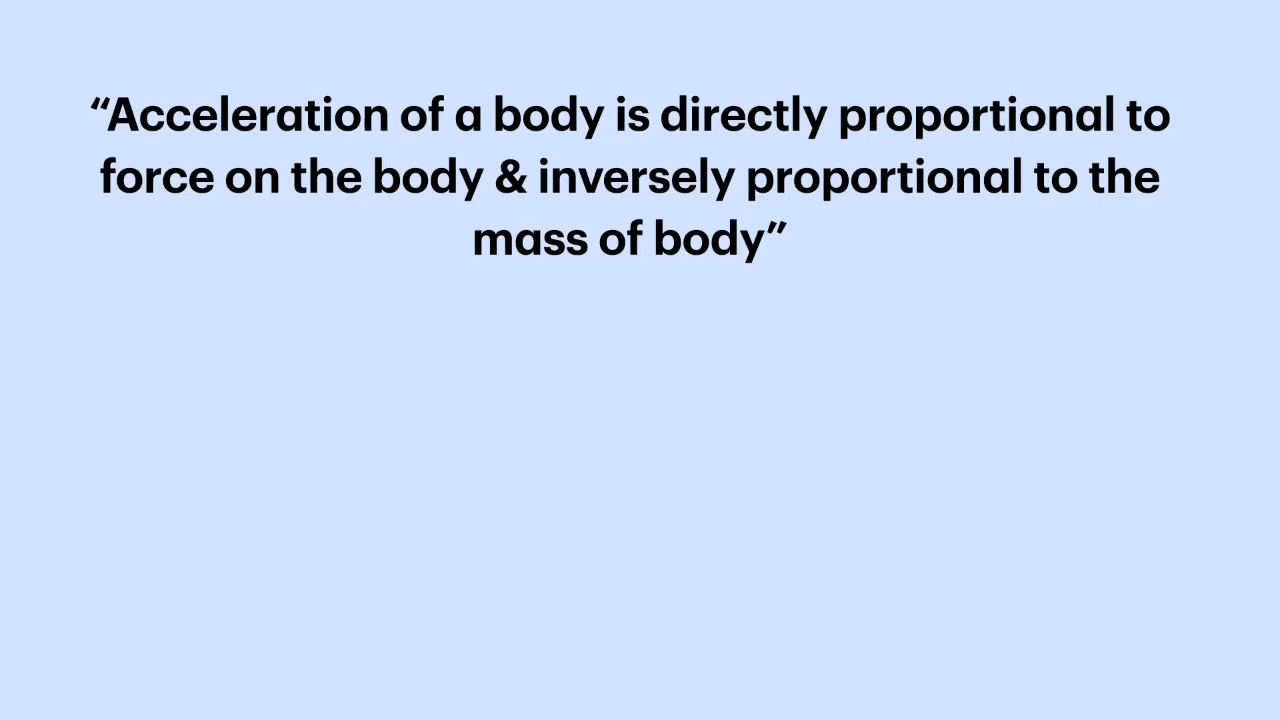 “Acceleration of a body is directly proportional to
force on the body & inversely proportional to the
mass of body”